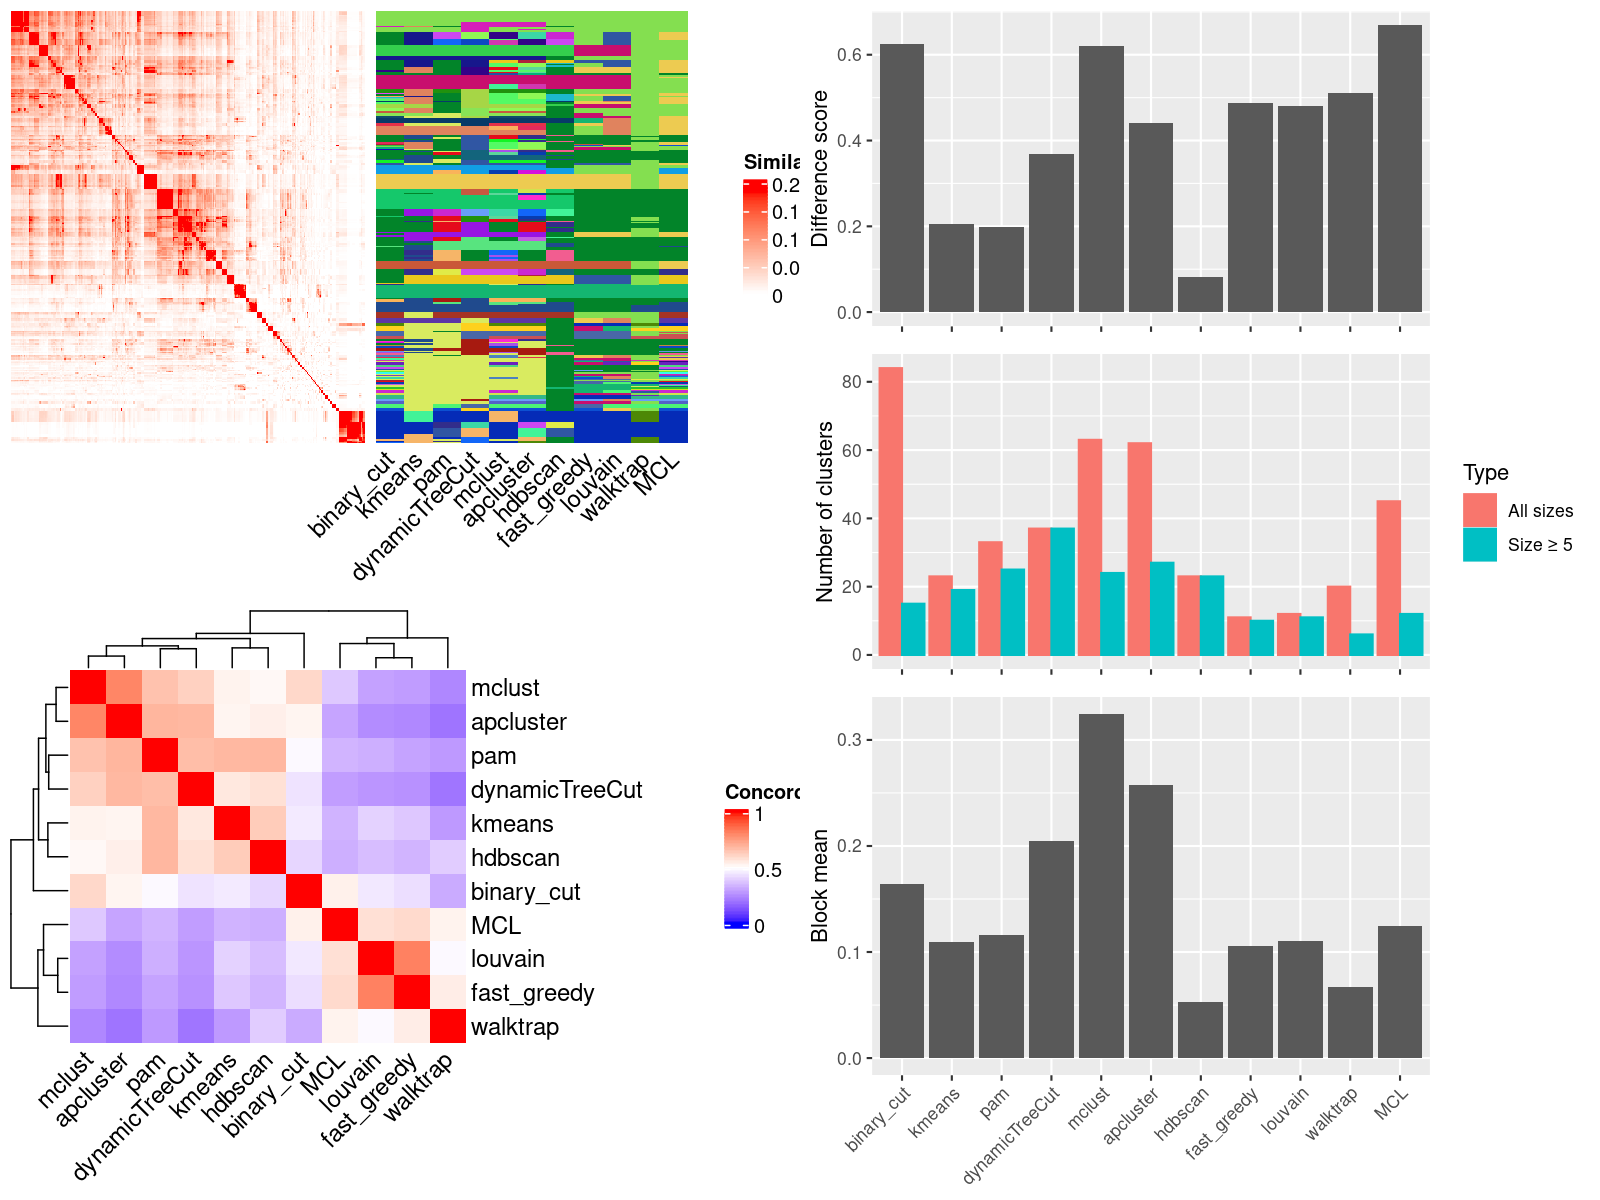 Simila
0.2
0.1
0.1
0.0
0
binary_cut
kmeans
pam
dynamicTreeCut
mclust
apcluster
hdbscan
fast_greedy
louvain
walktrap
MCL
mclust
apcluster
pam
dynamicTreeCut
kmeans
hdbscan
binary_cut
MCL
louvain
fast_greedy
walktrap
mclust
apcluster
pam
dynamicTreeCut
kmeans
hdbscan
binary_cut
MCL
louvain
fast_greedy
walktrap
Concord
1
0.5
0
Difference score
0.6
0.4
0.2
0.0
Number of clusters
80
60
40
20
0
Type
All sizes
Size ≥ 5
Block mean
0.3
0.2
0.1
0.0
binary_cut
kmeans
pam
dynamicTreeCut
mclust
apcluster
hdbscan
fast_greedy
louvain
walktrap
MCL